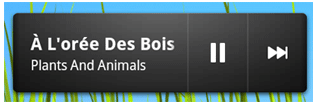 À L'orée Des Bois
Plants And Animals